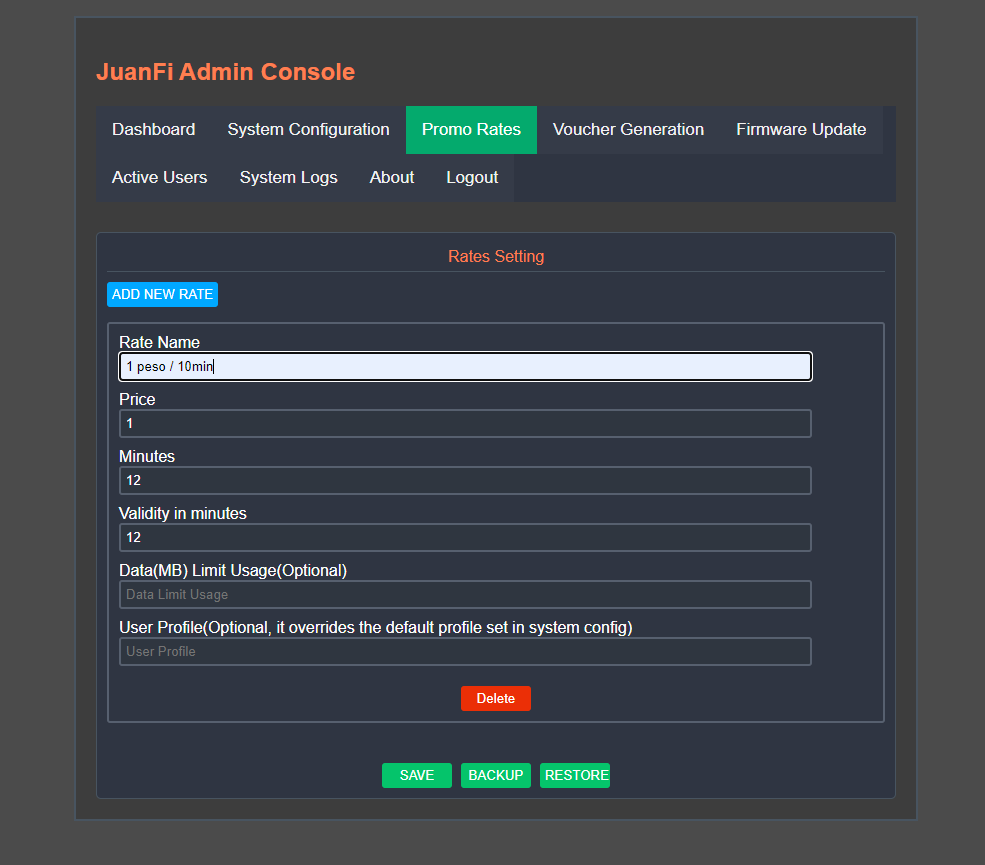 JuanFi Admin Console
Dashboard System Configuration Promo Rates Voucher Generation Firmware Update
Active Users System Logs About Logout
Rates Setting
ADD NEW RATE
Rate Name
1 peso / 10min
Price
1
Minutes
12
Validity in minutes
12
Data(MB) Limit Usage(Optional)
Data Limit Usage
User Profile(Optional, it overrides the default profile set in system config)
User Profile
Delete
SAVE BACKUP RESTORE